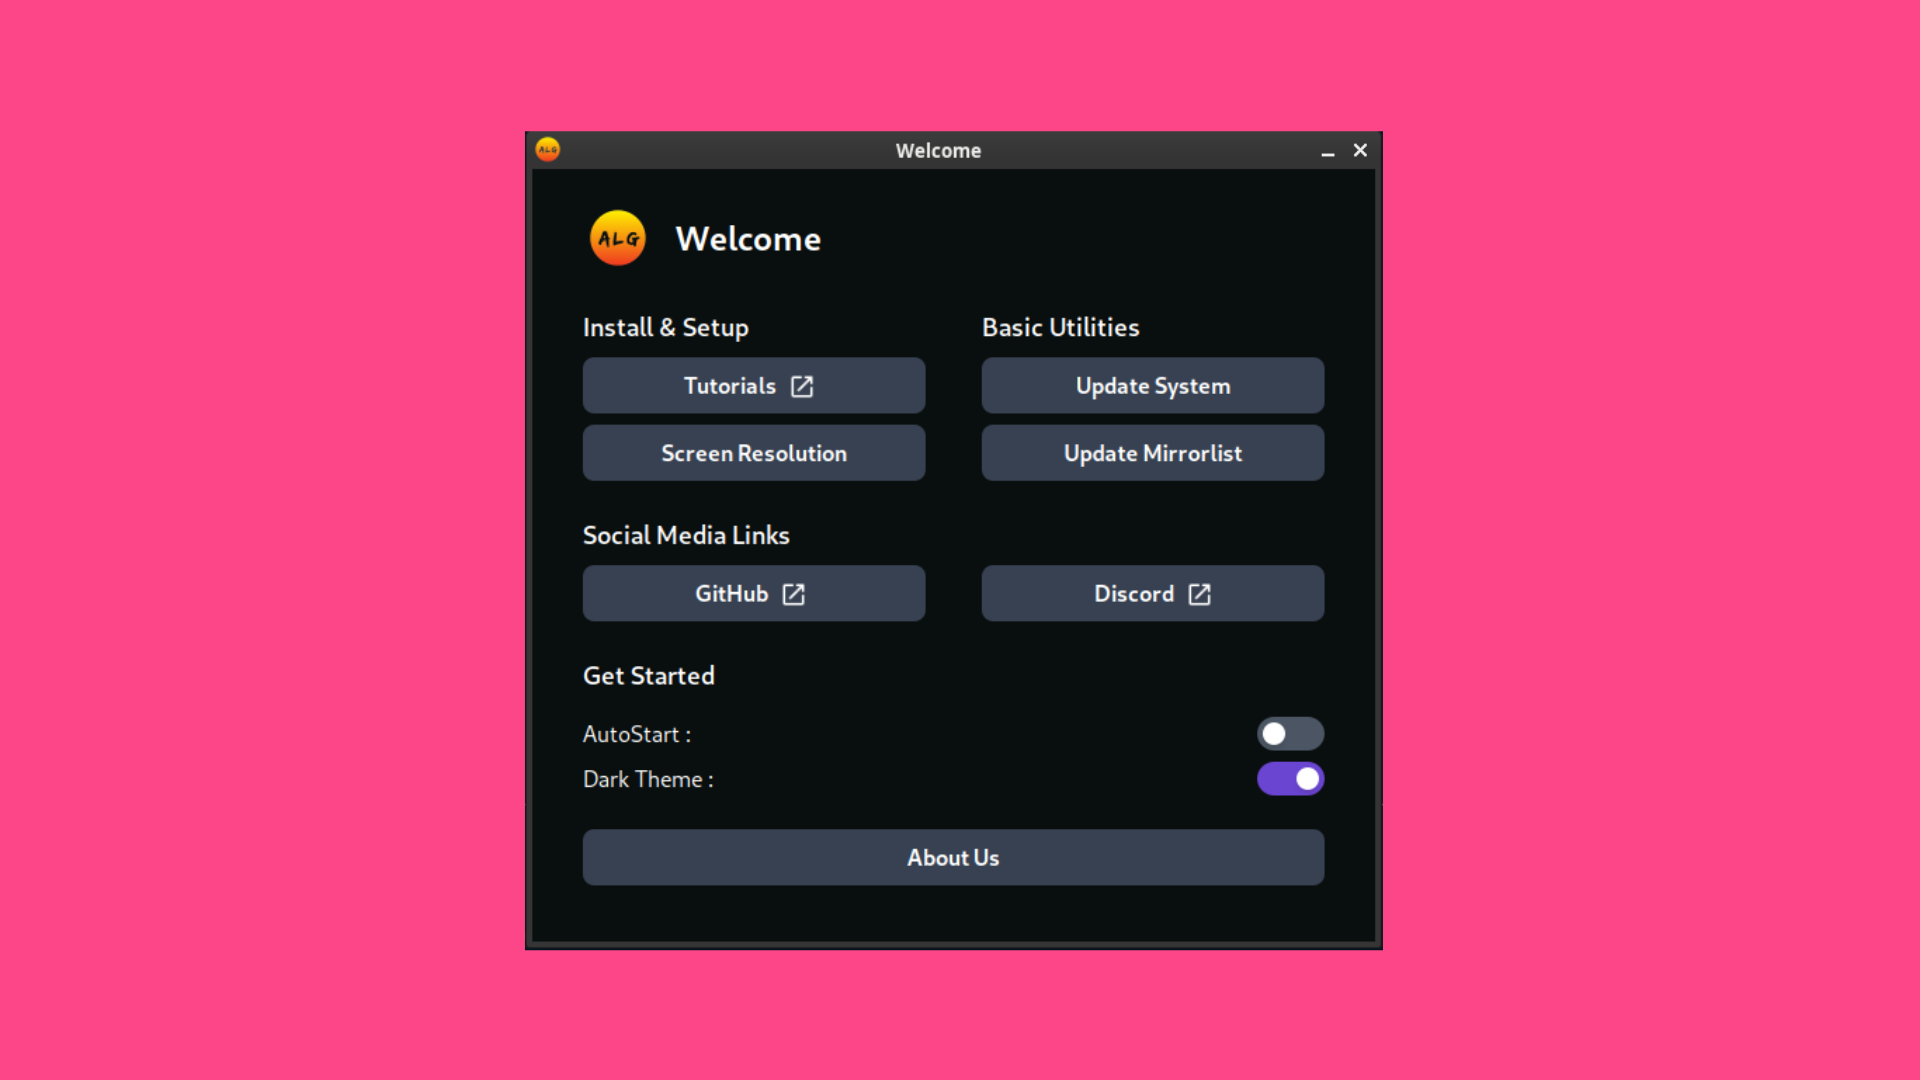 ALG
Welcome
ALG
Welcome
Install & Setup
Basic Utilities
Tutorials
Update System
Screen Resolution
Update Mirrorlist
Social Media Links
GitHub
Discord
Get Started
AutoStart :
Dark Theme :
About Us